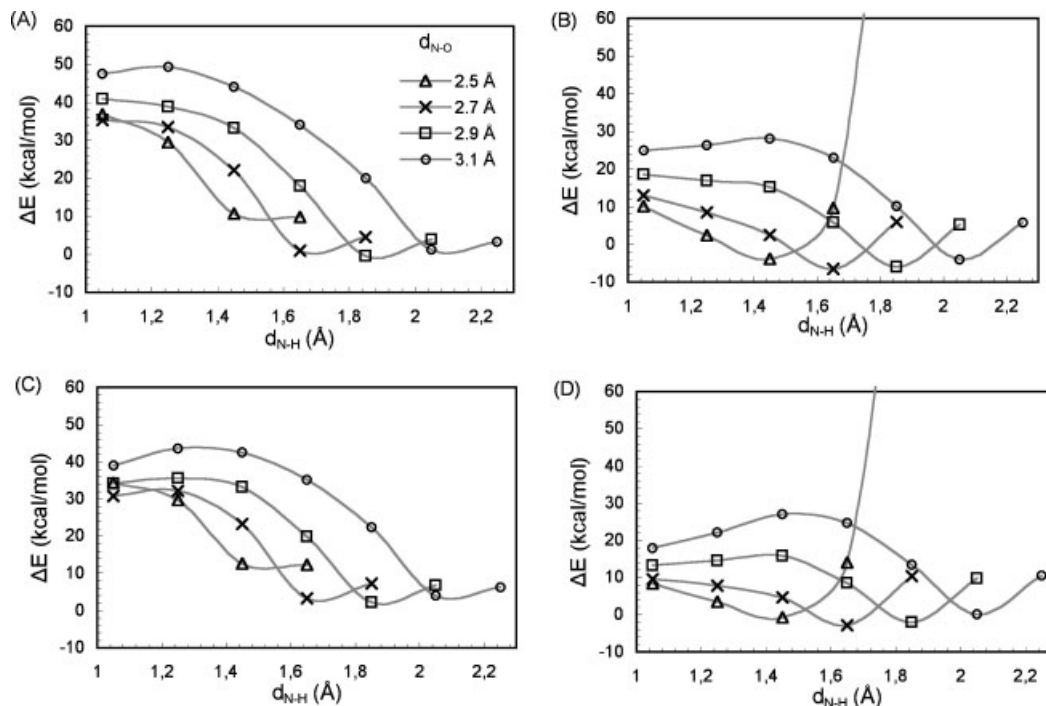 (A)
60
50
40
30
20
10
0
-10
ΔE (kcal/mol)
d N-O
2.5 Å
2.7 Å
2.9 Å
3.1 Å
1 1,2 1,4 1,6 1,8 2 2,2
d N-H (Å)
(B)
60
50
40
30
20
10
0
-10
ΔE (kcal/mol)
1 1,2 1,4 1,6 1,8 2 2,2
d N-H (Å)
(C)
60
50
40
30
20
10
0
-10
ΔE (kcal/mol)
1 1,2 1,4 1,6 1,8 2 2,2
d N-H (Å)
(D)
60
50
40
30
20
10
0
-10
ΔE (kcal/mol)
1 1,2 1,4 1,6 1,8 2 2,2
d N-H (Å)